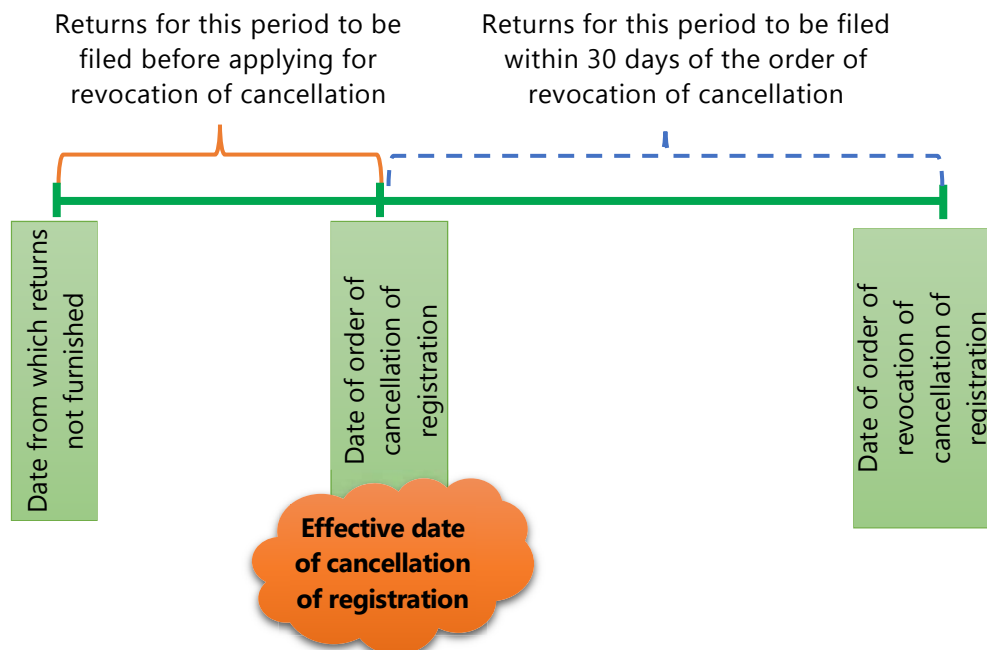 Returns for this period to be
filed before applying for
revocation of cancellation
Returns for this period to be filed
within 30 days of the order of
revocation of cancellation
Date from which returns
not furnished
Date of order of
cancellation of
registration
Date of order of
revocation of
cancellation of
registration
Effective date
of cancellation
of registration